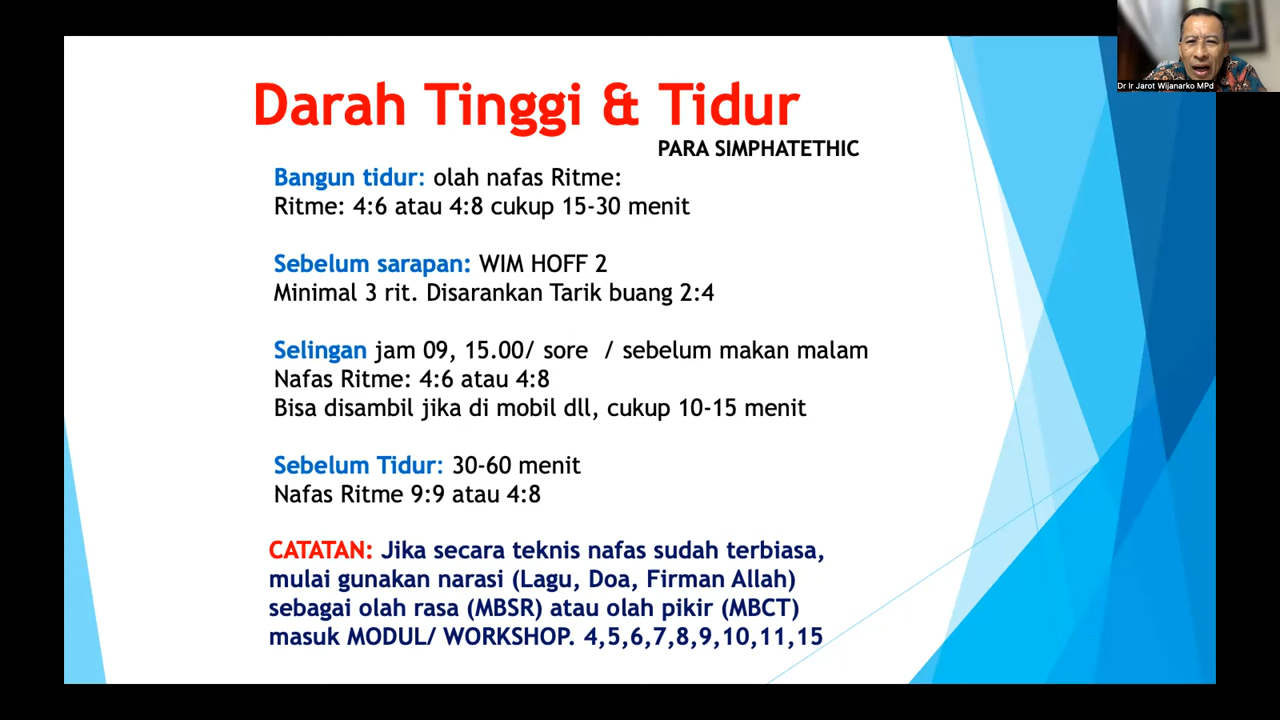 Dr Ir Jarot Wijanarko MPd
Darah Tinggi & Tidur
PARA SIMPHATETHIC
Bangun tidur: olah nafas Ritme:
Ritme: 4:6 atau 4:8 cukup 15-30 menit
Sebelum sarapan: WIM HOFF 2
Minimal 3 rit. Disarankan Tarik buang 2:4
Selingan jam 09, 15.00/ sore / sebelum makan malam
Nafas Ritme: 4:6 atau 4:8
Bisa disambil jika di mobil dll, cukup 10-15 menit
Sebelum Tidur: 30-60 menit
Nafas Ritme 9:9 atau 4:8
CATATAN: Jika secara teknis nafas sudah terbiasa,
mulai gunakan narasi (Lagu, Doa, Firman Allah)
sebagai olah rasa (MBSR) atau olah pikir (MBCT)
masuk MODUL/ WORKSHOP. 4,5,6,7,8,9,10,11,15